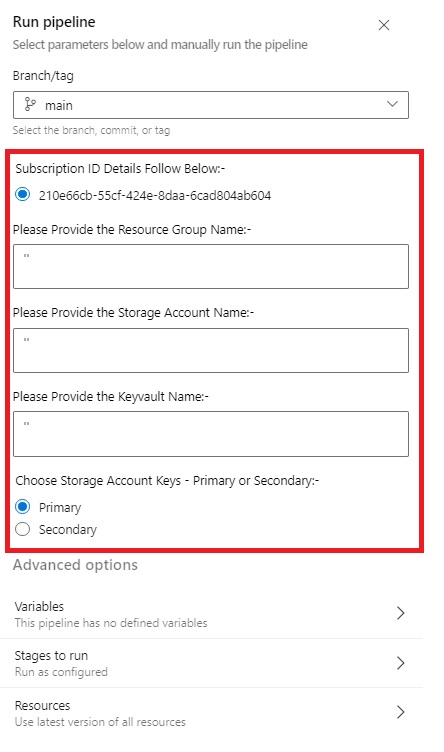 Run pipeline
Select parameters below and manually run the pipeline
Branch/tag
main
Select the branch, commit, or tag
Subscription ID Details Follow Below:-
210e66cb-55cf-424e-8daa-6cad804ab604
Please Provide the Resource Group Name:-
"
Please Provide the Storage Account Name:-
"
Please Provide the Keyvault Name:-
"
Choose Storage Account Keys - Primary or Secondary:-
Primary
Secondary
Advanced options
Variables
This pipeline has no defined variables
Stages to run
Run as configured
Resources
Use latest version of all resources